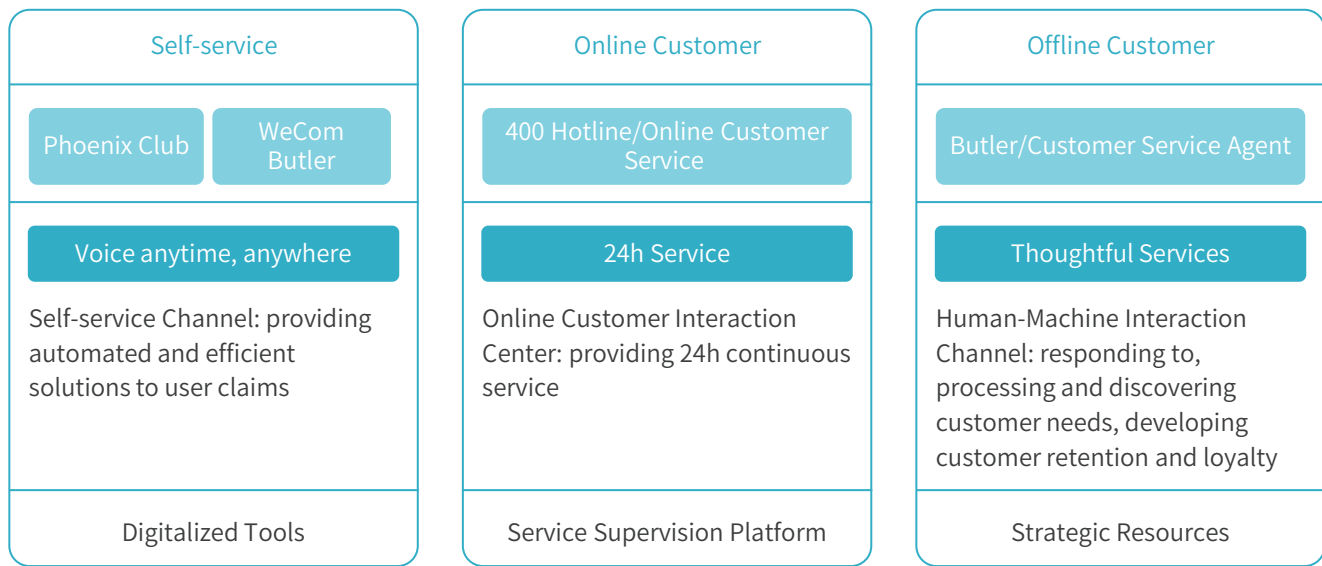 Self-service
Phoenix Club
WeCom
Butler
Voice anytime, anywhere
Self-service Channel: providing
automated and efficient
solutions to user claims
Digitalized Tools
Online Customer
400 Hotline/Online Customer
Service
24h Service
Online Customer Interaction
Center: providing 24h continuous
service
Service Supervision Platform
Offline Customer
Butler/Customer Service Agent
Thoughtful Services
Human-Machine Interaction
Channel: responding to,
processing and discovering
customer needs, developing
customer retention and loyalty
Strategic Resources